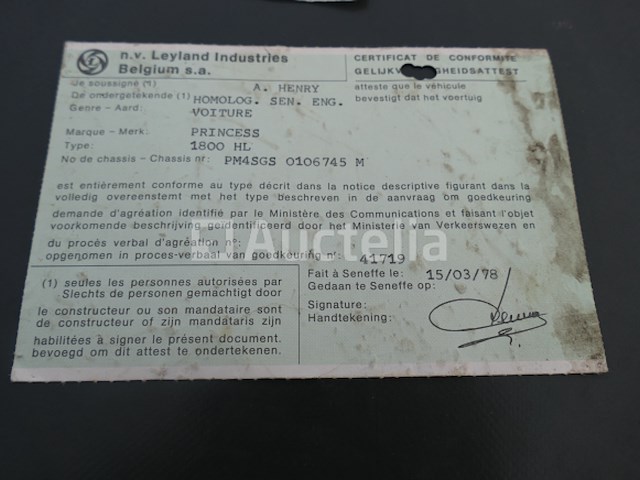 n.v. Leyland Industries
Belgium s.a.
CERTIFICAT DE CONFORMITE
GELIJKV GHEIDSATTEST
Je soussigné (1)
De ondergetekende (1)
A. HENRY
HOMOLOG. SEN. ENG.
atteste que le véhicule
bevestigt dat het voertuig
Genre - Aard: VOITURE
Marque - Merk. PRINCESS
Type: 1800 HL
No de chassis - Chassis nr: PM4SGS 0106745 M
est entièrement conforme au type décrit dans la notice descriptive figurant dans la
volledig overeenstemt met het type beschreven in de aanvraag om goedkeuring
demande d'agréation identifié par le Ministère des Communications et faisant l'objet
voorkomende beschrijving geïdentificeerd door het Ministerie van Verkeerswezen en
du procès verbal d'agréation n°:
opgenomen in proces-verbaal van goedkeuring nr: 41719
Auctelia
(1) seules les personnes autorisées par
Slechts de personen gemachtigd door
le constructeur ou son mandataire sont
de constructeur of zijn mandataris zijn
habilitées à signer le présent document.
bevoegd om dit attest te ondertekenen.
Fait à Seneffe le: 15/03/78
Gedaan te Seneffe op:
Signature:
Handtekening: